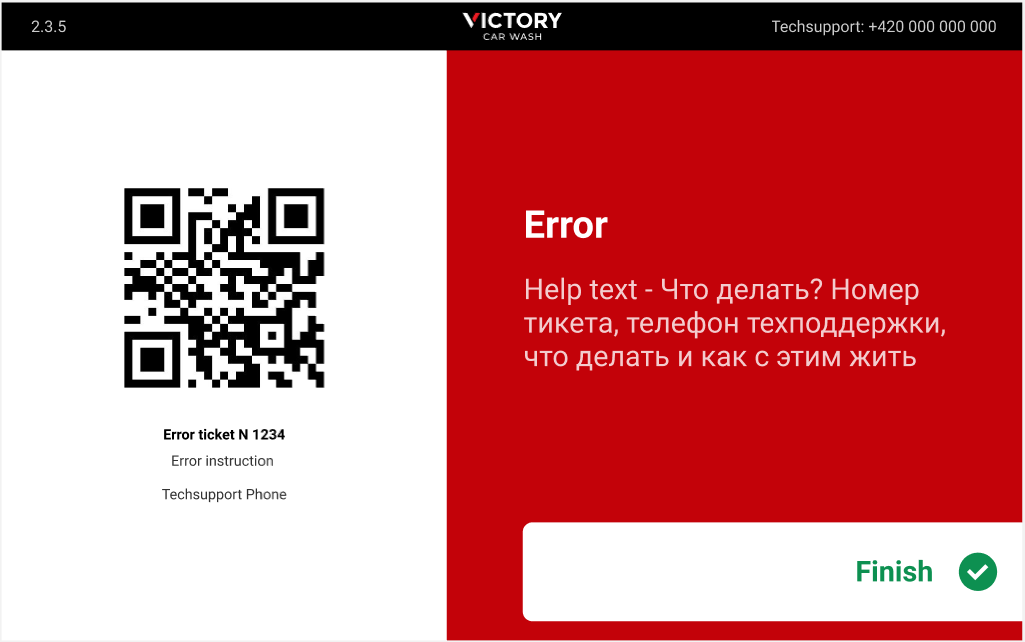 2.3.5
VICTORY
CAR WASH
Techsupport: +420 000 000 000
Error ticket N 1234
Error instruction
Techsupport Phone
Error
Help text - Что делать? Номер
тикета, телефон техподдержки,
что делать и как с этим жить
Finish